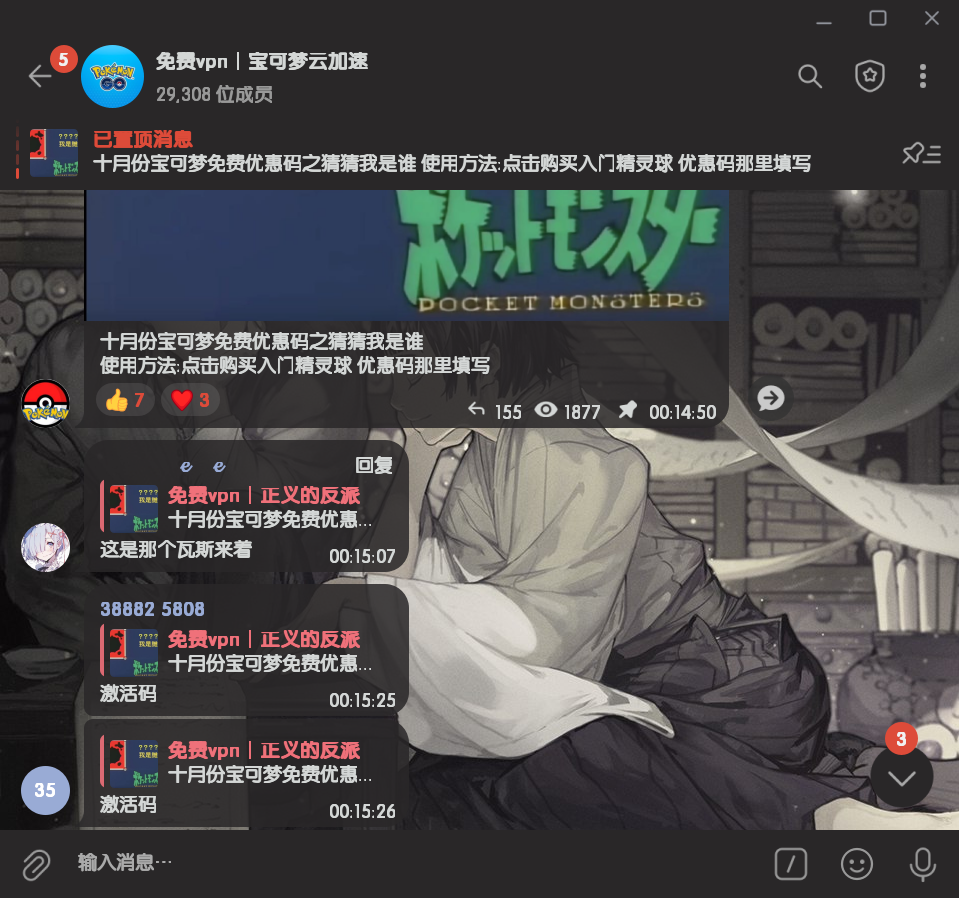 5
免费vpn｜宝可梦云加速
29,308 位成员
已置顶消息
十月份宝可梦免费优惠码之猜猜我是谁 使用方法:点击购买入门精灵球 优惠码那里填写
ポケットモンスター
POCKET MONSTERS
十月份宝可梦免费优惠码之猜猜我是谁
使用方法:点击购买入门精灵球 优惠码那里填写
👍 7 ❤ 3
155 1877 00:14:50
ℯ ℯ 回复
免费vpn｜正义的反派
十月份宝可梦免费优惠...
这是那个瓦斯来着
00:15:07
38882 5808
免费vpn｜正义的反派
十月份宝可梦免费优惠...
激活码
00:15:25
免费vpn｜正义的反派
十月份宝可梦免费优惠...
激活码
00:15:26
35
3
输入消息…